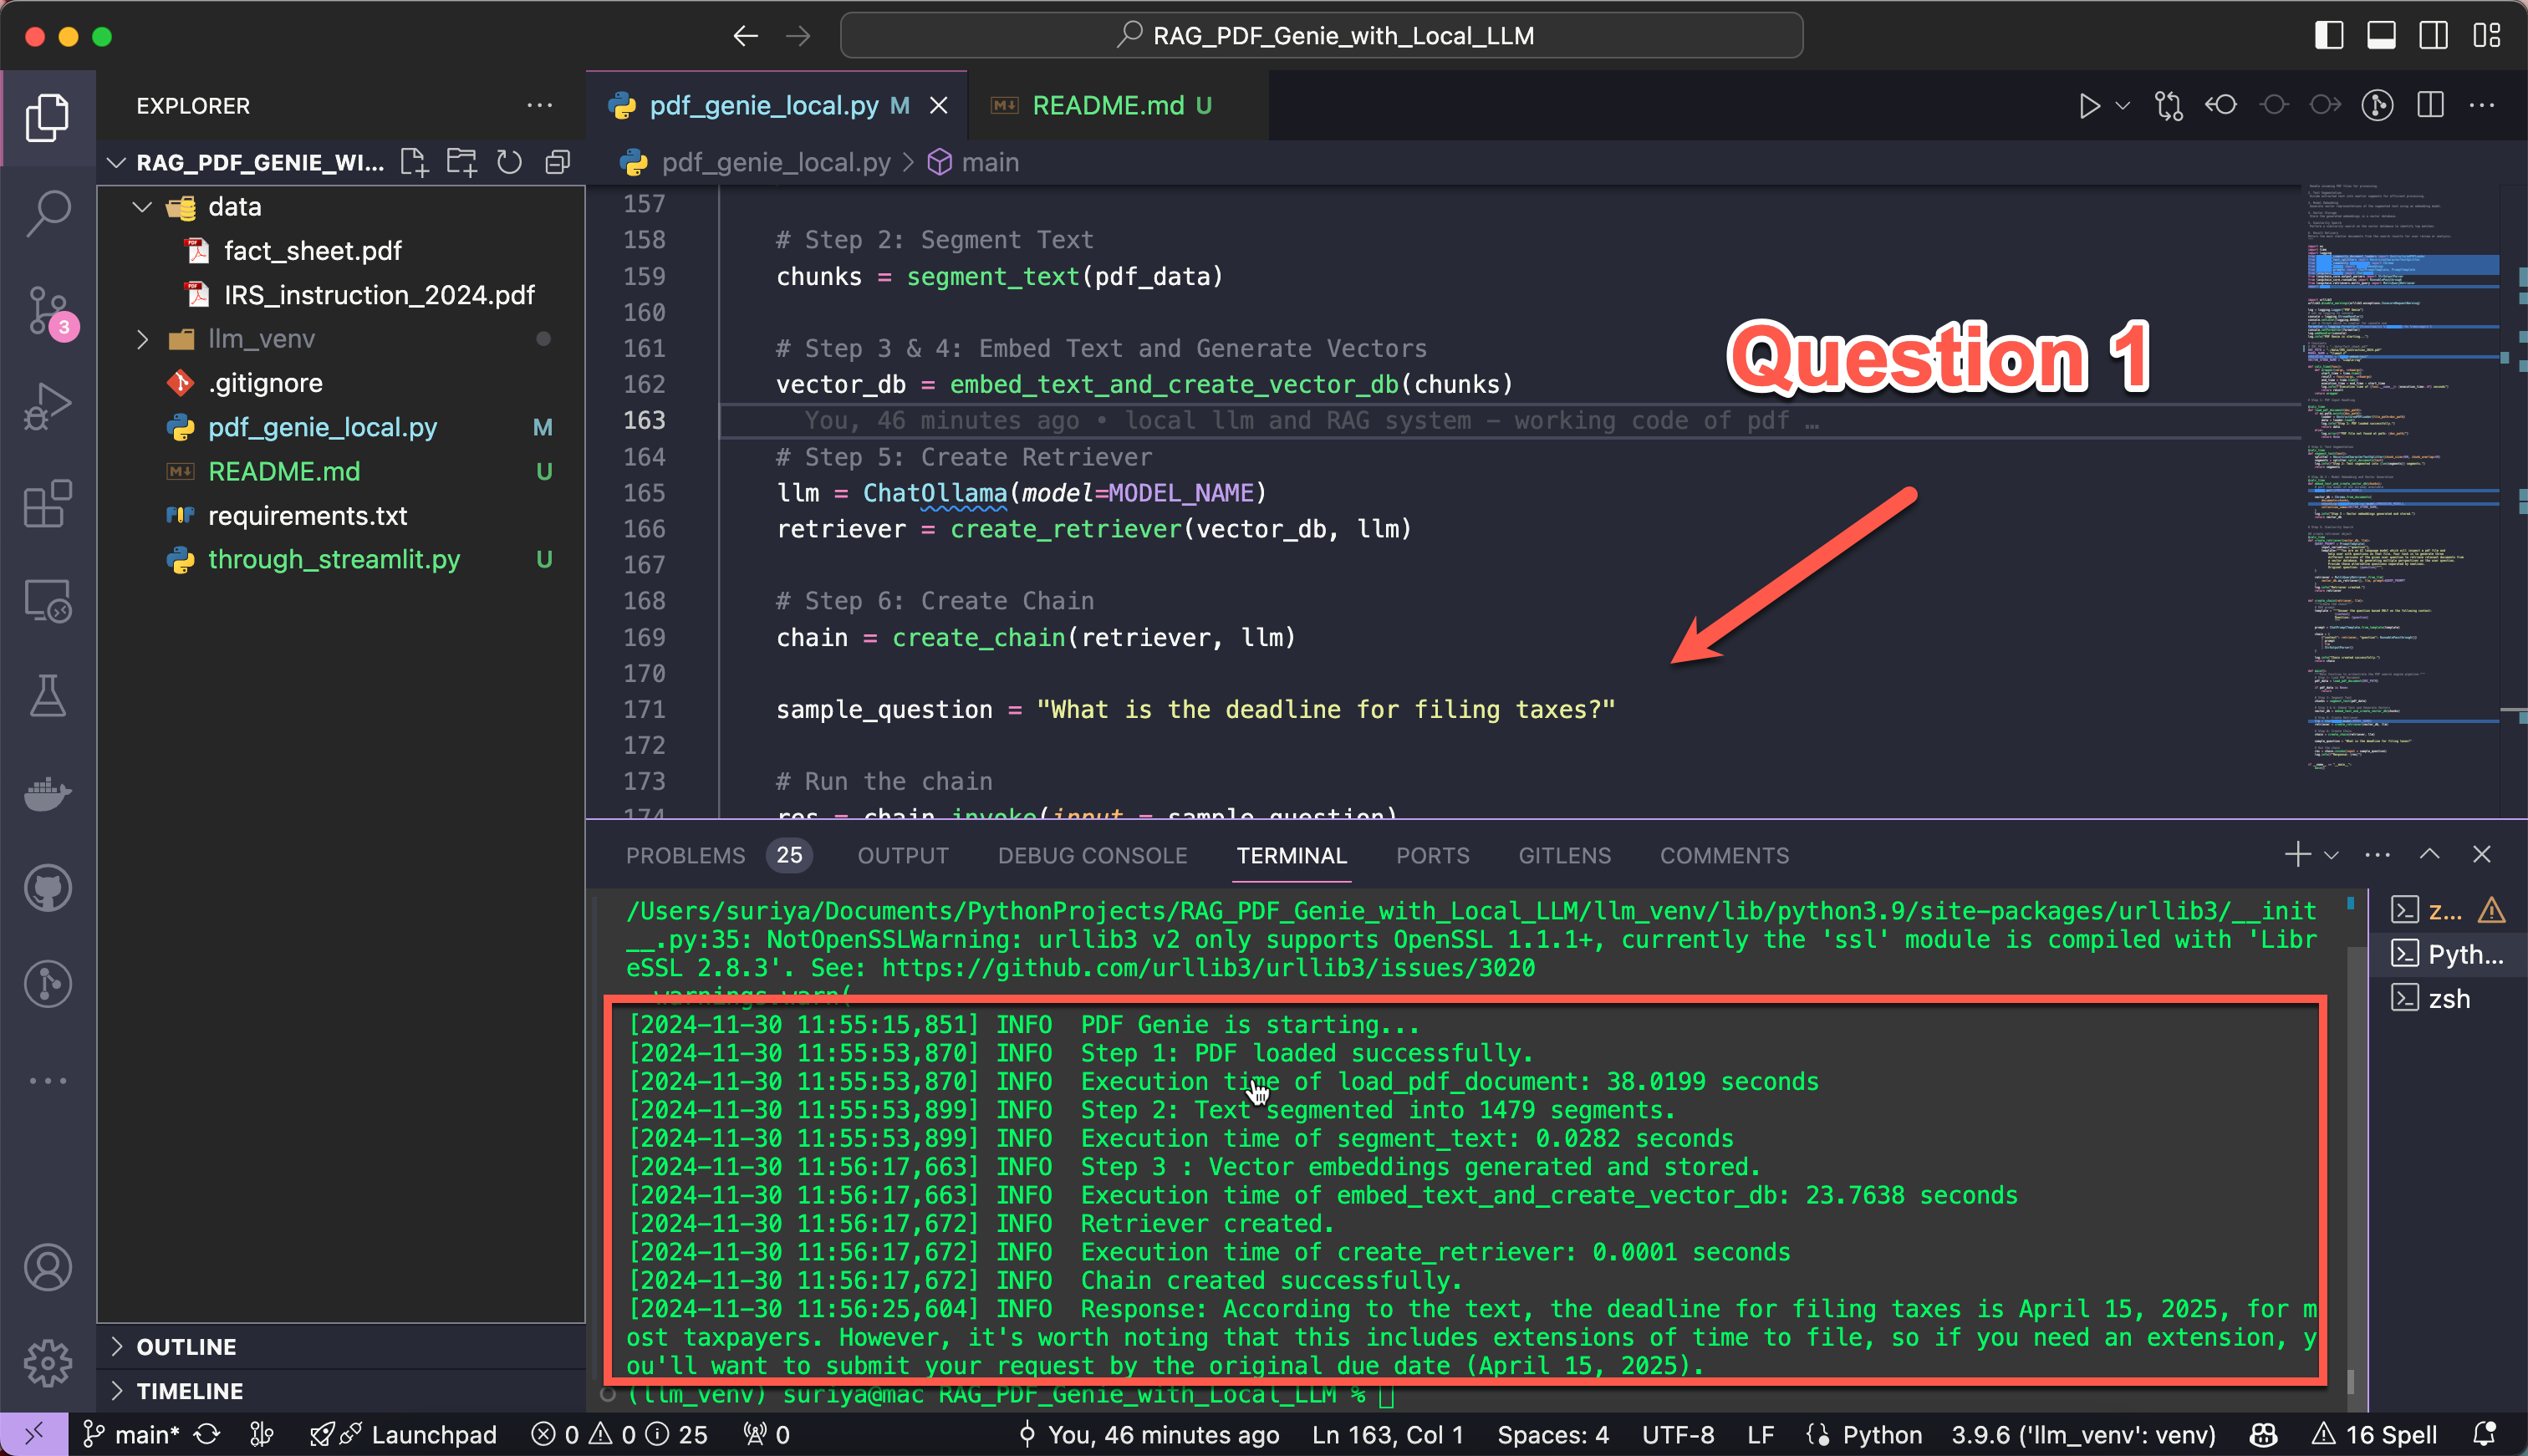 RAG_PDF_Genie_with_Local_LLM
EXPLORER
RAG_PDF_GENIE_WI...
data
fact_sheet.pdf
IRS_instruction_2024.pdf
llm_venv
.gitignore
pdf_genie_local.py M
README.md U
requirements.txt
through_streamlit.py U
OUTLINE
TIMELINE
3
pdf_genie_local.py M
README.md U
pdf_genie_local.py > main
157
158 # Step 2: Segment Text
159 chunks = segment_text(pdf_data)
160
161 # Step 3 & 4: Embed Text and Generate Vectors
162 vector_db = embed_text_and_create_vector_db(chunks)
163 You, 46 minutes ago • local llm and RAG system – working code of pdf …
164 # Step 5: Create Retriever
165 llm = ChatOllama(model=MODEL_NAME)
166 retriever = create_retriever(vector_db, llm)
167
168 # Step 6: Create Chain
169 chain = create_chain(retriever, llm)
170
171 sample_question = "What is the deadline for filing taxes?"
172
173 # Run the chain
174 res = chain.invoke(input = sample_question)
Question 1
PROBLEMS 25 OUTPUT DEBUG CONSOLE TERMINAL PORTS GITLENS COMMENTS
/Users/suriya/Documents/PythonProjects/RAG_PDF_Genie_with_Local_LLM/llm_venv/lib/python3.9/site-packages/urllib3/__init
__.py:35: NotOpenSSLWarning: urllib3 v2 only supports OpenSSL 1.1.1+, currently the 'ssl' module is compiled with 'Libr
eSSL 2.8.3'. See: https://github.com/urllib3/urllib3/issues/3020
warnings.warn(
[2024-11-30 11:55:15,851] INFO PDF Genie is starting...
[2024-11-30 11:55:53,870] INFO Step 1: PDF loaded successfully.
[2024-11-30 11:55:53,870] INFO Execution time of load_pdf_document: 38.0199 seconds
[2024-11-30 11:55:53,899] INFO Step 2: Text segmented into 1479 segments.
[2024-11-30 11:55:53,899] INFO Execution time of segment_text: 0.0282 seconds
[2024-11-30 11:56:17,663] INFO Step 3 : Vector embeddings generated and stored.
[2024-11-30 11:56:17,663] INFO Execution time of embed_text_and_create_vector_db: 23.7638 seconds
[2024-11-30 11:56:17,672] INFO Retriever created.
[2024-11-30 11:56:17,672] INFO Execution time of create_retriever: 0.0001 seconds
[2024-11-30 11:56:17,672] INFO Chain created successfully.
[2024-11-30 11:56:25,604] INFO Response: According to the text, the deadline for filing taxes is April 15, 2025, for m
ost taxpayers. However, it's worth noting that this includes extensions of time to file, so if you need an extension, y
ou'll want to submit your request by the original due date (April 15, 2025).
(llm_venv) suriya@mac RAG_PDF_Genie_with_Local_LLM %
z...
Pyth...
zsh
main* Launchpad 0 0 25 0 You, 46 minutes ago Ln 163, Col 1 Spaces: 4 UTF-8 LF Python 3.9.6 ('llm_venv': venv) 16 Spell